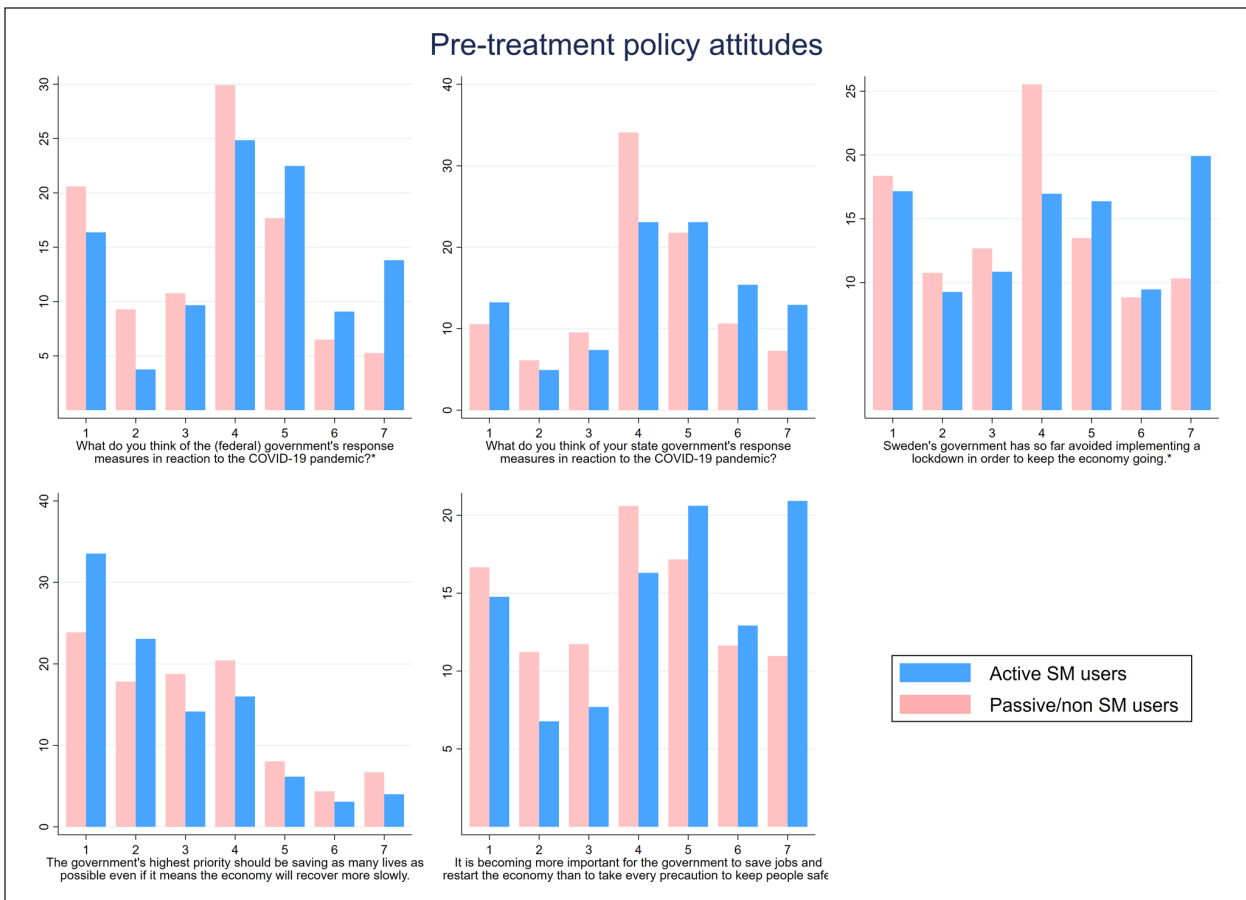 Pre-treatment policy attitudes
30
25
20
15
10
5
1 2 3 4 5 6 7
What do you think of the (federal) government's response
measures in reaction to the COVID-19 pandemic?*
40
30
20
10
0
1 2 3 4 5 6 7
What do you think of your state government's response
measures in reaction to the COVID-19 pandemic?
25
20
15
10
1 2 3 4 5 6 7
Sweden's government has so far avoided implementing a
lockdown in order to keep the economy going.*
40
30
20
10
0
1 2 3 4 5 6 7
The government's highest priority should be saving as many lives as
possible even if it means the economy will recover more slowly.
20
15
10
5
1 2 3 4 5 6 7
It is becoming more important for the government to save jobs and
restart the economy than to take every precaution to keep people safe
Active SM users
Passive/non SM users